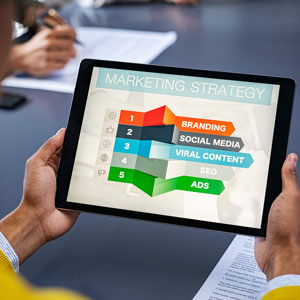 MARKETING STRATEGY
1 BRANDING
2 SOCIAL MEDIA
3 VIRAL CONTENT
4 SEO
5 ADS